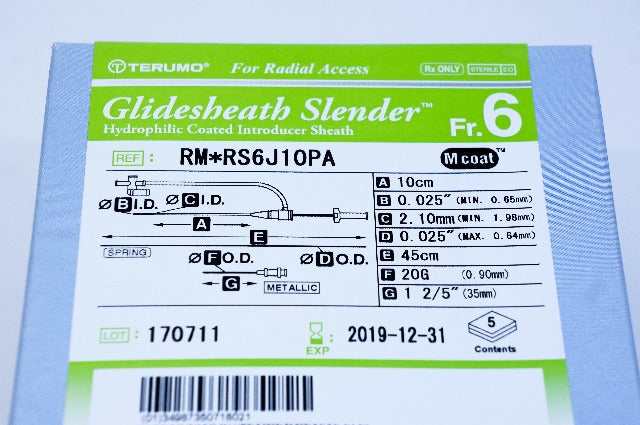 TERUMO® For Radial Access Rx ONLY STERILE EO
Glidesheath Slender™
Hydrophilic Coated Introducer Sheath
Fr.6
REF : RM*RS6J10PA M coat™
Ø B I.D. Ø C I.D.
A
E
SPRING Ø F O.D. Ø D O.D.
G METALLIC
A 10cm
B 0.025" (MIN. 0.65mm)
C 2.10mm (MIN. 1.98mm)
D 0.025" (MAX. 0.64mm)
E 45cm
F 20G (0.90mm)
G 1 2/5" (35mm)
LOT : 170711 EXP : 2019-12-31 5 Contents
(01)34987350718021